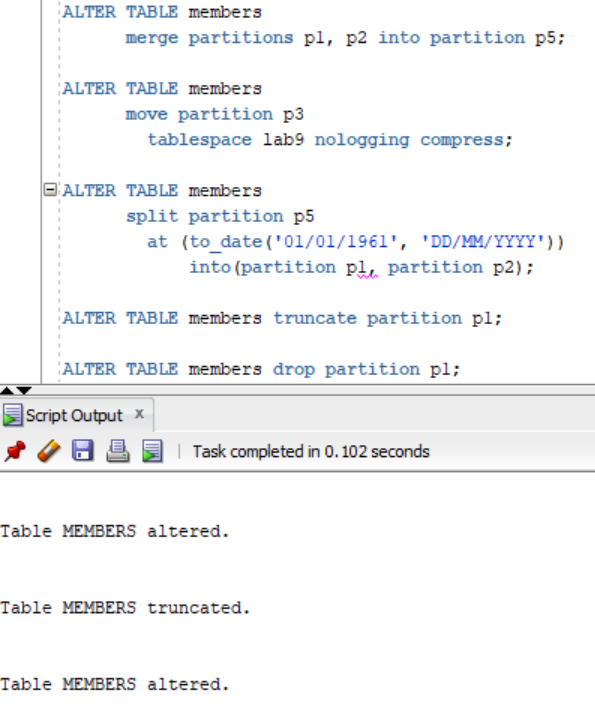 ALTER TABLE members
merge partitions p1, p2 into partition p5;
ALTER TABLE members
move partition p3
tablespace lab9 nologging compress;
ALTER TABLE members
split partition p5
at (to_date('01/01/1961', 'DD/MM/YYYY'))
into(partition p1, partition p2);
ALTER TABLE members truncate partition p1;
ALTER TABLE members drop partition p1;
Script Output x
Task completed in 0.102 seconds
Table MEMBERS altered.
Table MEMBERS truncated.
Table MEMBERS altered.